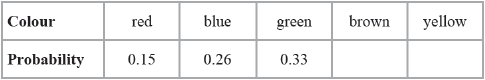 Colour red blue green brown yellow
Probability 0.15 0.26 0.33